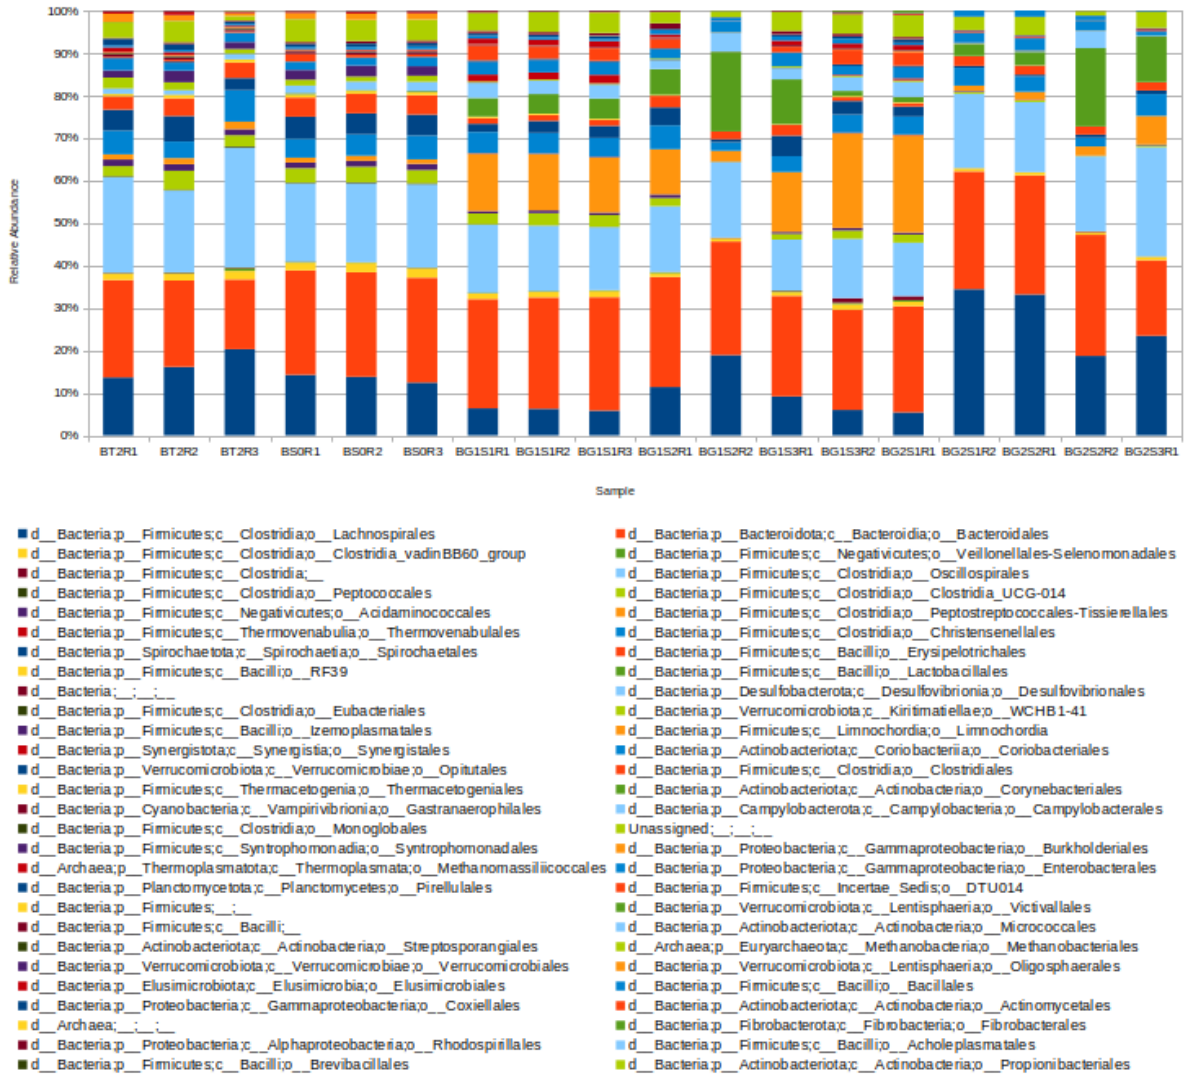 100%
90%
80%
70%
60%
50%
40%
30%
20%
10%
0%
Relative Abundance
BT2R1 BT2R2 BT2R3 BS0R1 BS0R2 BS0R3 BG1S1R1 BG1S1R2 BG1S1R3 BG1S2R1 BG1S2R2 BG1S3R1 BG1S3R2 BG2S1R1 BG2S1R2 BG2S2R1 BG2S2R2 BG2S3R1
Sample
d__Bacteria;p__Firmicutes;c__Clostridia;o__Lachnospirales d__Bacteria;p__Bacteroidota;c__Bacteroidia;o__Bacteroidales
d__Bacteria;p__Firmicutes;c__Clostridia;o__Clostridia_vadinBB60_group d__Bacteria;p__Firmicutes;c__Negativicutes;o__Veillonellales-Selenomonadales
d__Bacteria;p__Firmicutes;c__Clostridia;__ d__Bacteria;p__Firmicutes;c__Clostridia;o__Oscillospirales
d__Bacteria;p__Firmicutes;c__Clostridia;o__Peptococcales d__Bacteria;p__Firmicutes;c__Clostridia;o__Clostridia_UCG-014
d__Bacteria;p__Firmicutes;c__Negativicutes;o__Acidaminococcales d__Bacteria;p__Firmicutes;c__Clostridia;o__Peptostreptococcales-Tissierellales
d__Bacteria;p__Firmicutes;c__Thermovenabulia;o__Thermovenabulales d__Bacteria;p__Firmicutes;c__Clostridia;o__Christensenellales
d__Bacteria;p__Spirochaetota;c__Spirochaetia;o__Spirochaetales d__Bacteria;p__Firmicutes;c__Bacilli;o__Erysipelotrichales
d__Bacteria;p__Firmicutes;c__Bacilli;o__RF39 d__Bacteria;p__Firmicutes;c__Bacilli;o__Lactobacillales
d__Bacteria;__;__;__ d__Bacteria;p__Desulfobacterota;c__Desulfovibrionia;o__Desulfovibrionales
d__Bacteria;p__Firmicutes;c__Clostridia;o__Eubacteriales d__Bacteria;p__Verrucomicrobiota;c__Kiritimatiellae;o__WCHB1-41
d__Bacteria;p__Firmicutes;c__Bacilli;o__Izemoplasmatales d__Bacteria;p__Firmicutes;c__Limnochordia;o__Limnochordia
d__Bacteria;p__Synergistota;c__Synergistia;o__Synergistales d__Bacteria;p__Actinobacteriota;c__Coriobacteriia;o__Coriobacteriales
d__Bacteria;p__Verrucomicrobiota;c__Verrucomicrobiae;o__Opitutales d__Bacteria;p__Firmicutes;c__Clostridia;o__Clostridiales
d__Bacteria;p__Firmicutes;c__Thermacetogenia;o__Thermacetogeniales d__Bacteria;p__Actinobacteriota;c__Actinobacteria;o__Corynebacteriales
d__Bacteria;p__Cyanobacteria;c__Vampirivibrionia;o__Gastranaerophilales d__Bacteria;p__Campylobacterota;c__Campylobacteria;o__Campylobacterales
d__Bacteria;p__Firmicutes;c__Clostridia;o__Monoglobales Unassigned;__;__;__
d__Bacteria;p__Firmicutes;c__Syntrophomonadia;o__Syntrophomonadales d__Bacteria;p__Proteobacteria;c__Gammaproteobacteria;o__Burkholderiales
d__Archaea;p__Thermoplasmatota;c__Thermoplasmata;o__Methanomassiliicoccales d__Bacteria;p__Proteobacteria;c__Gammaproteobacteria;o__Enterobacterales
d__Bacteria;p__Planctomycetota;c__Planctomycetes;o__Pirellulales d__Bacteria;p__Firmicutes;c__Incertae_Sedis;o__DTU014
d__Bacteria;p__Firmicutes;__;__ d__Bacteria;p__Verrucomicrobiota;c__Lentisphaeria;o__Victivallales
d__Bacteria;p__Firmicutes;c__Bacilli;__ d__Bacteria;p__Actinobacteriota;c__Actinobacteria;o__Micrococcales
d__Bacteria;p__Actinobacteriota;c__Actinobacteria;o__Streptosporangiales d__Archaea;p__Euryarchaeota;c__Methanobacteria;o__Methanobacteriales
d__Bacteria;p__Verrucomicrobiota;c__Verrucomicrobiae;o__Verrucomicrobiales d__Bacteria;p__Verrucomicrobiota;c__Lentisphaeria;o__Oligosphaerales
d__Bacteria;p__Elusimicrobiota;c__Elusimicrobia;o__Elusimicrobiales d__Bacteria;p__Firmicutes;c__Bacilli;o__Bacillales
d__Bacteria;p__Proteobacteria;c__Gammaproteobacteria;o__Coxiellales d__Bacteria;p__Actinobacteriota;c__Actinobacteria;o__Actinomycetales
d__Archaea;__;__;__ d__Bacteria;p__Fibrobacterota;c__Fibrobacteria;o__Fibrobacterales
d__Bacteria;p__Proteobacteria;c__Alphaproteobacteria;o__Rhodospirillales d__Bacteria;p__Firmicutes;c__Bacilli;o__Acholeplasmatales
d__Bacteria;p__Firmicutes;c__Bacilli;o__Brevibacillales d__Bacteria;p__Actinobacteriota;c__Actinobacteria;o__Propionibacteriales